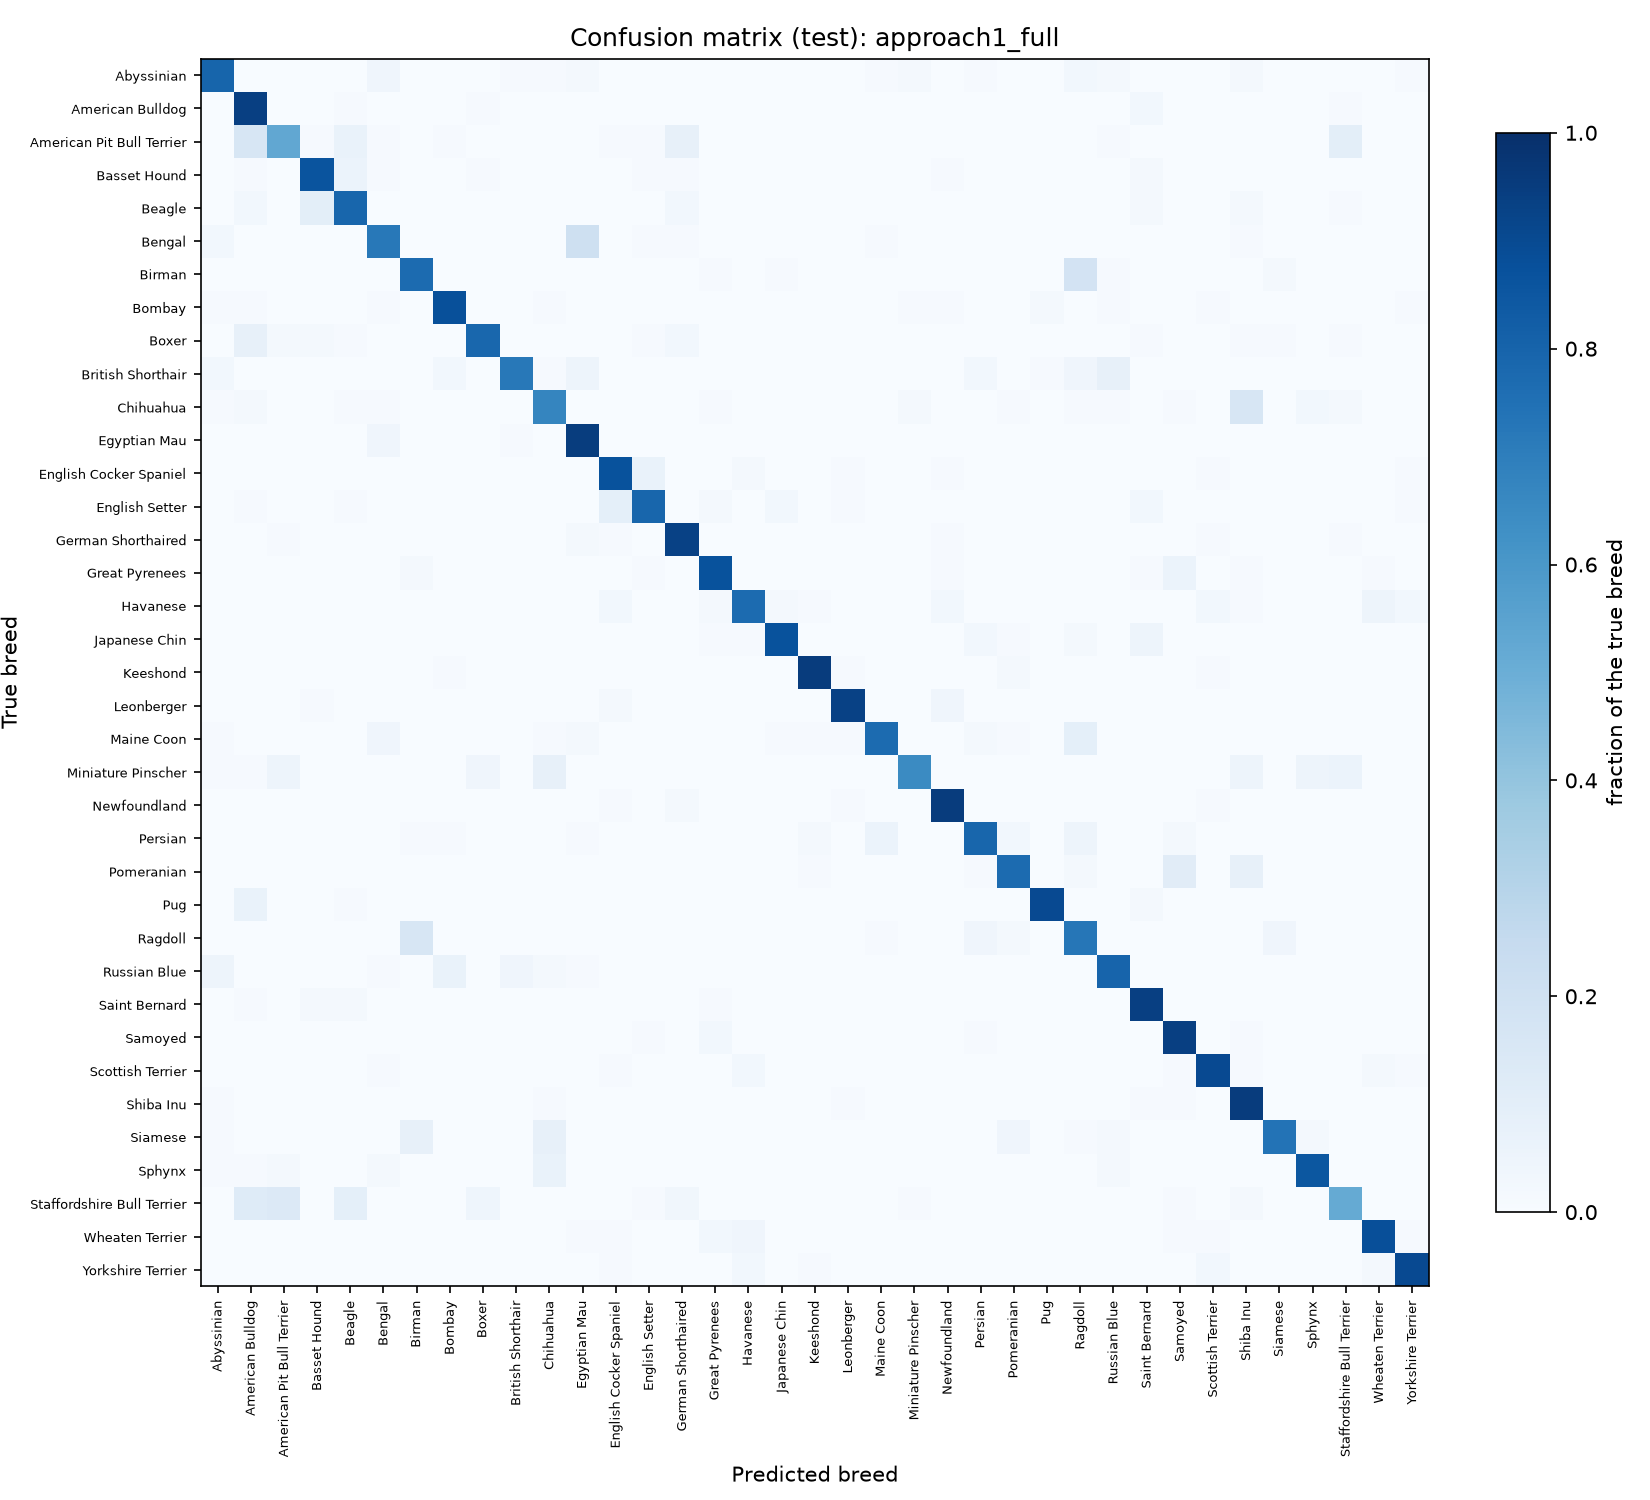 Confusion matrix (test): approach1_full
True breed
Abyssinian
American Bulldog
American Pit Bull Terrier
Basset Hound
Beagle
Bengal
Birman
Bombay
Boxer
British Shorthair
Chihuahua
Egyptian Mau
English Cocker Spaniel
English Setter
German Shorthaired
Great Pyrenees
Havanese
Japanese Chin
Keeshond
Leonberger
Maine Coon
Miniature Pinscher
Newfoundland
Persian
Pomeranian
Pug
Ragdoll
Russian Blue
Saint Bernard
Samoyed
Scottish Terrier
Shiba Inu
Siamese
Sphynx
Staffordshire Bull Terrier
Wheaten Terrier
Yorkshire Terrier
Abyssinian
American Bulldog
American Pit Bull Terrier
Basset Hound
Beagle
Bengal
Birman
Bombay
Boxer
British Shorthair
Chihuahua
Egyptian Mau
English Cocker Spaniel
English Setter
German Shorthaired
Great Pyrenees
Havanese
Japanese Chin
Keeshond
Leonberger
Maine Coon
Miniature Pinscher
Newfoundland
Persian
Pomeranian
Pug
Ragdoll
Russian Blue
Saint Bernard
Samoyed
Scottish Terrier
Shiba Inu
Siamese
Sphynx
Staffordshire Bull Terrier
Wheaten Terrier
Yorkshire Terrier
Predicted breed
1.0
0.8
0.6
0.4
0.2
0.0
fraction of the true breed